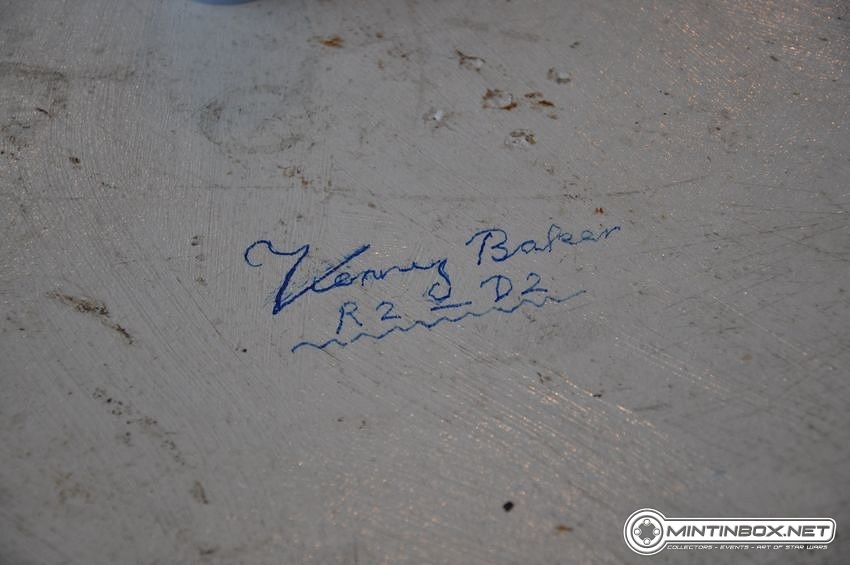 Kenny Baker
R2-D2
MINTINBOX.NET
COLLECTORS - EVENTS - ART OF STAR WARS